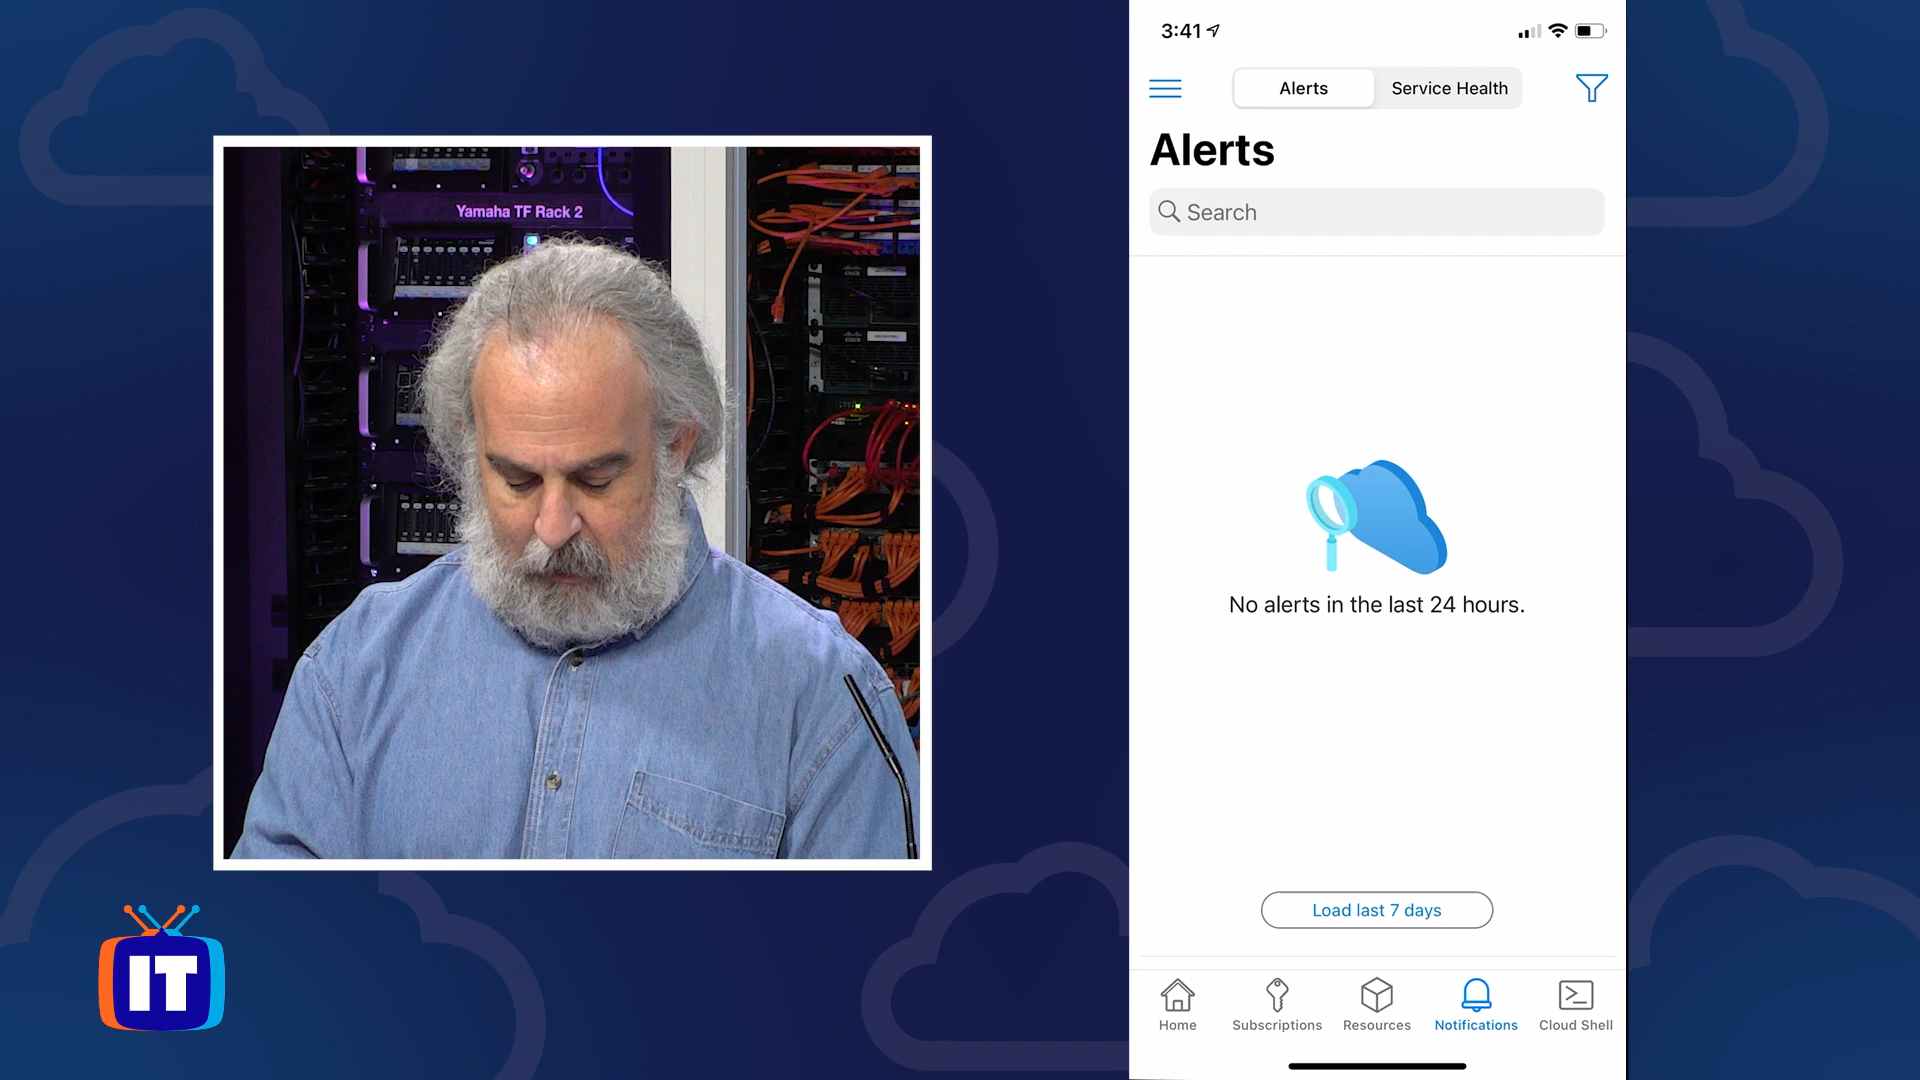 Yamaha TF Rack 2
IT
3:41
Alerts
Service Health
Alerts
Search
No alerts in the last 24 hours.
Load last 7 days
Home
Subscriptions
Resources
Notifications
Cloud Shell